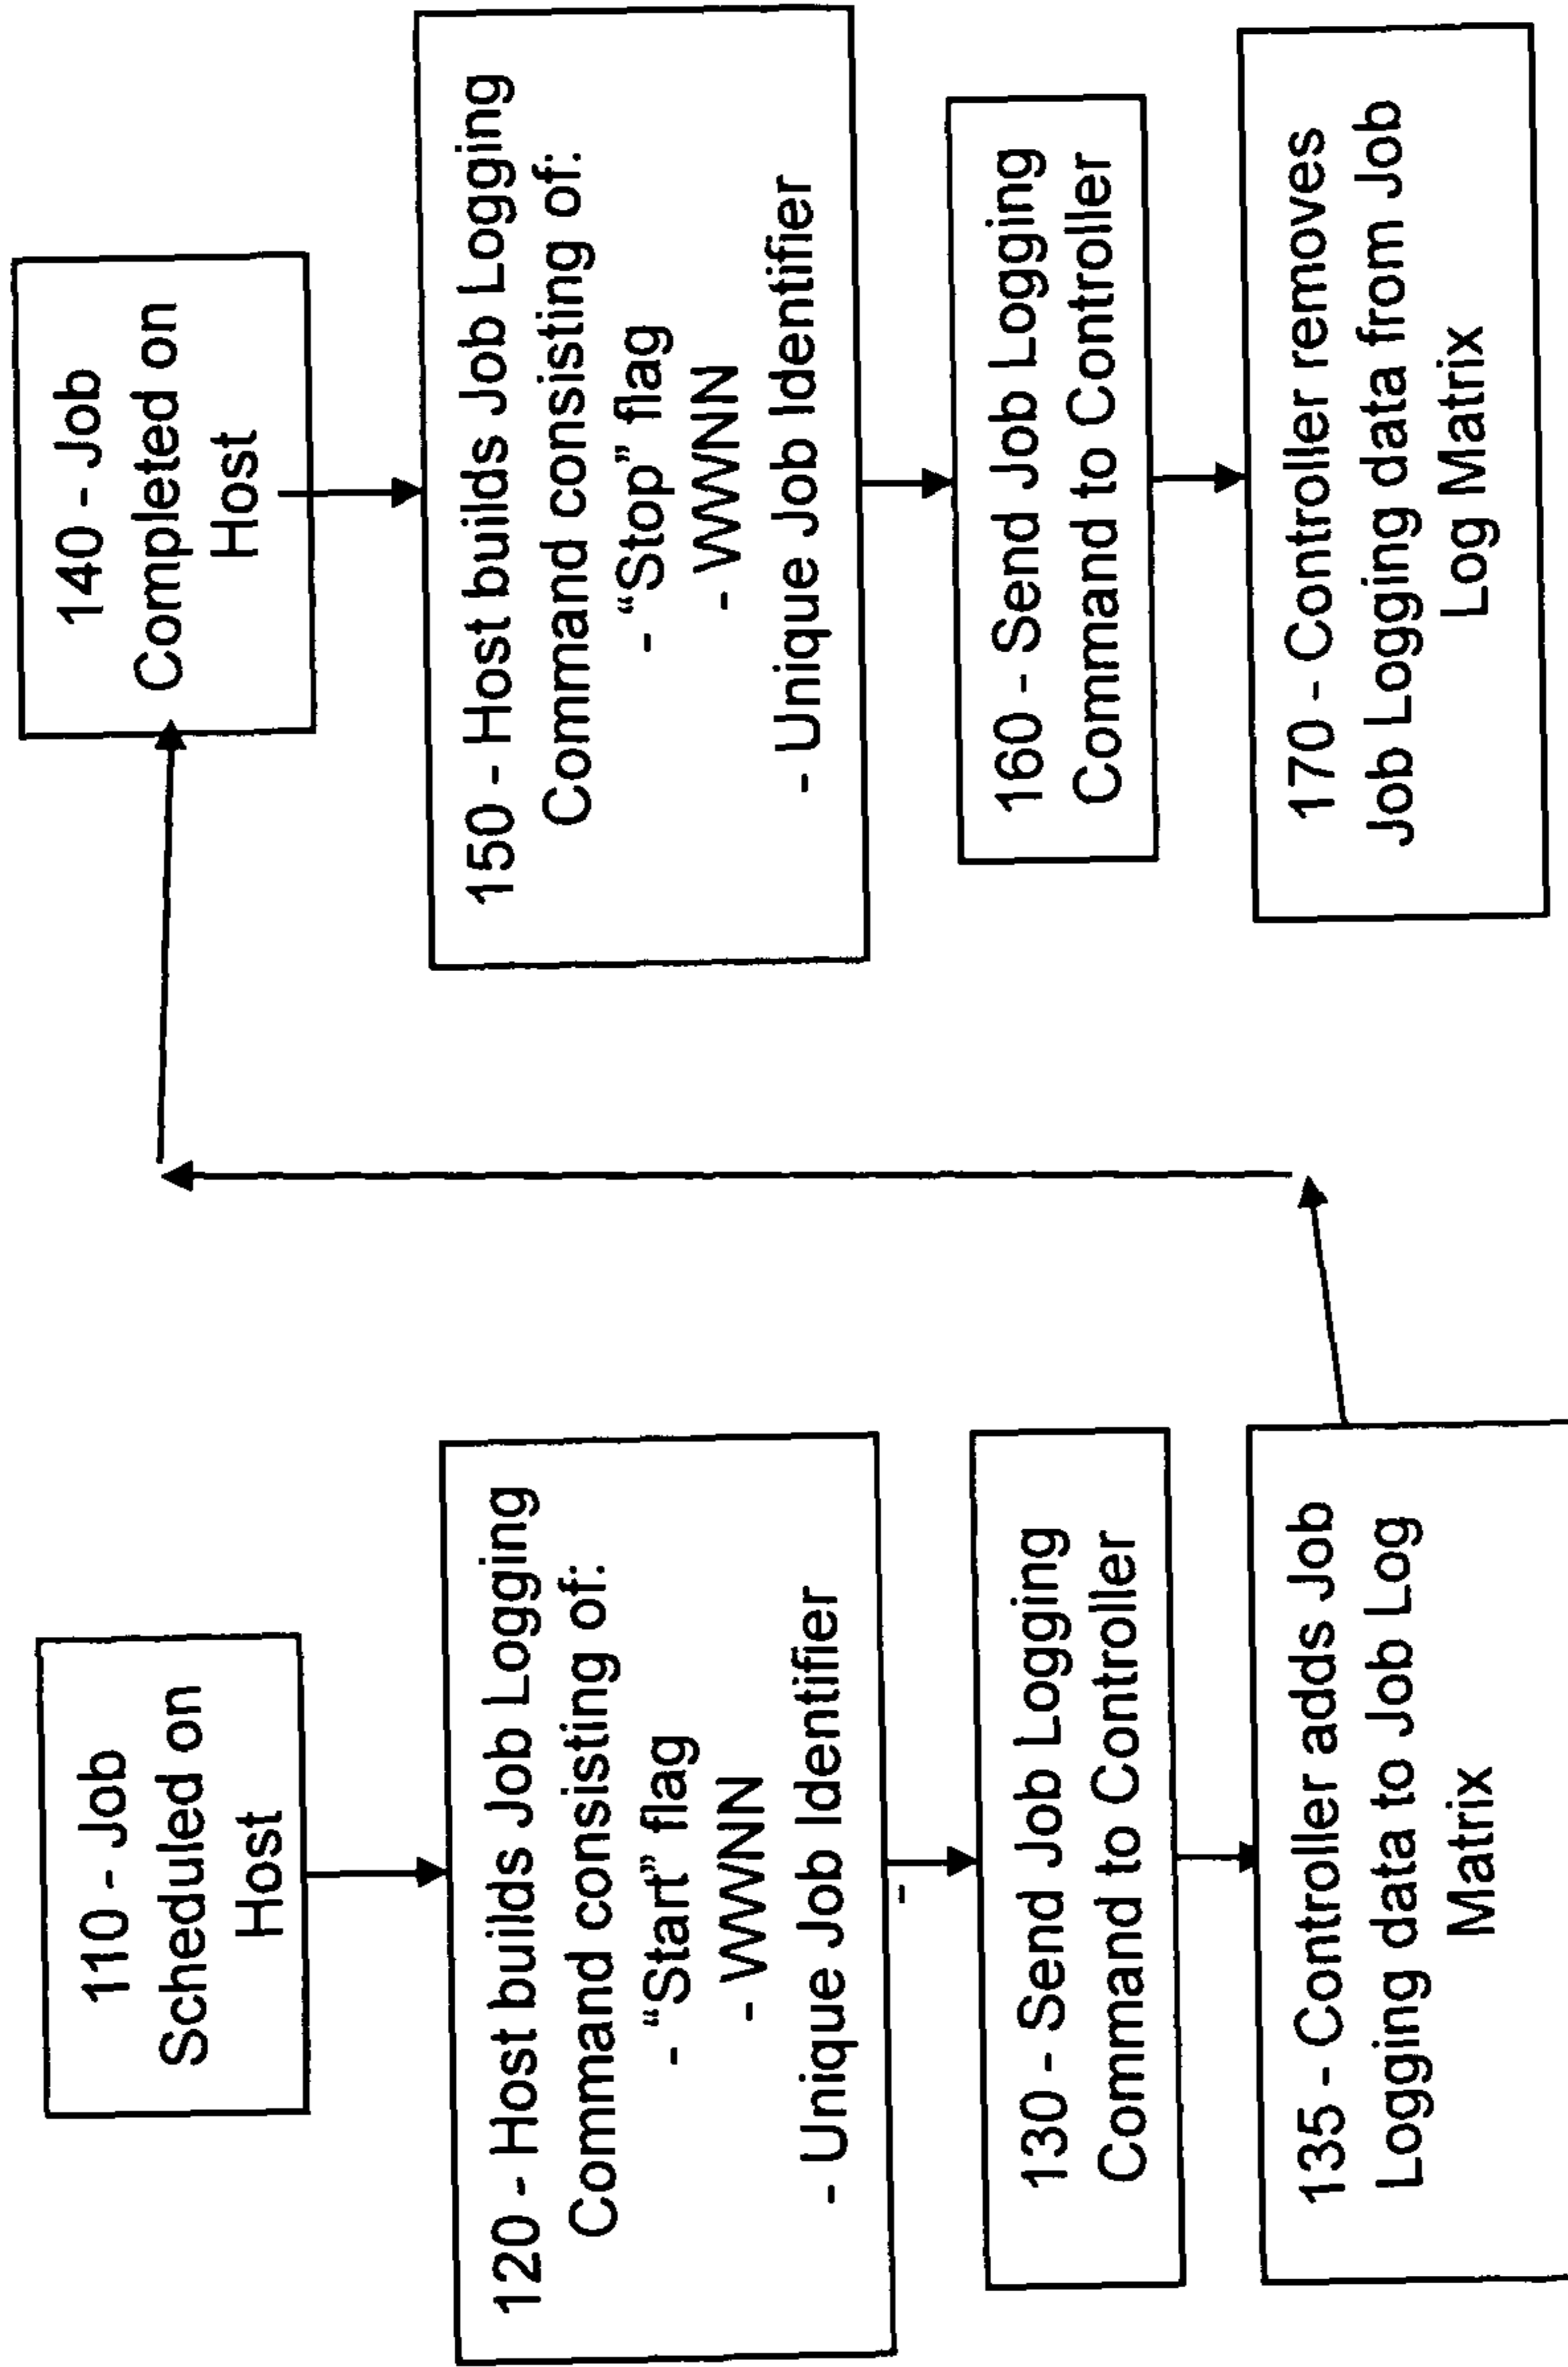 110 - Job
Scheduled on
Host
120 - Host builds Job Logging
Command consisting of:
- "Start" flag
- WWNN
- Unique Job Identifier
-
130 - Send Job Logging
Command to Controller
135 - Controller adds Job
Logging data to Job Log
Matrix
140 - Job
Completed on
Host
150 - Host builds Job Logging
Command consisting of:
- “Stop” flag
- WWNN
- Unique Job Identifier
160 - Send Job Logging
Command to Controller
170 - Controller removes
Job Logging data from Job
Log Matrix